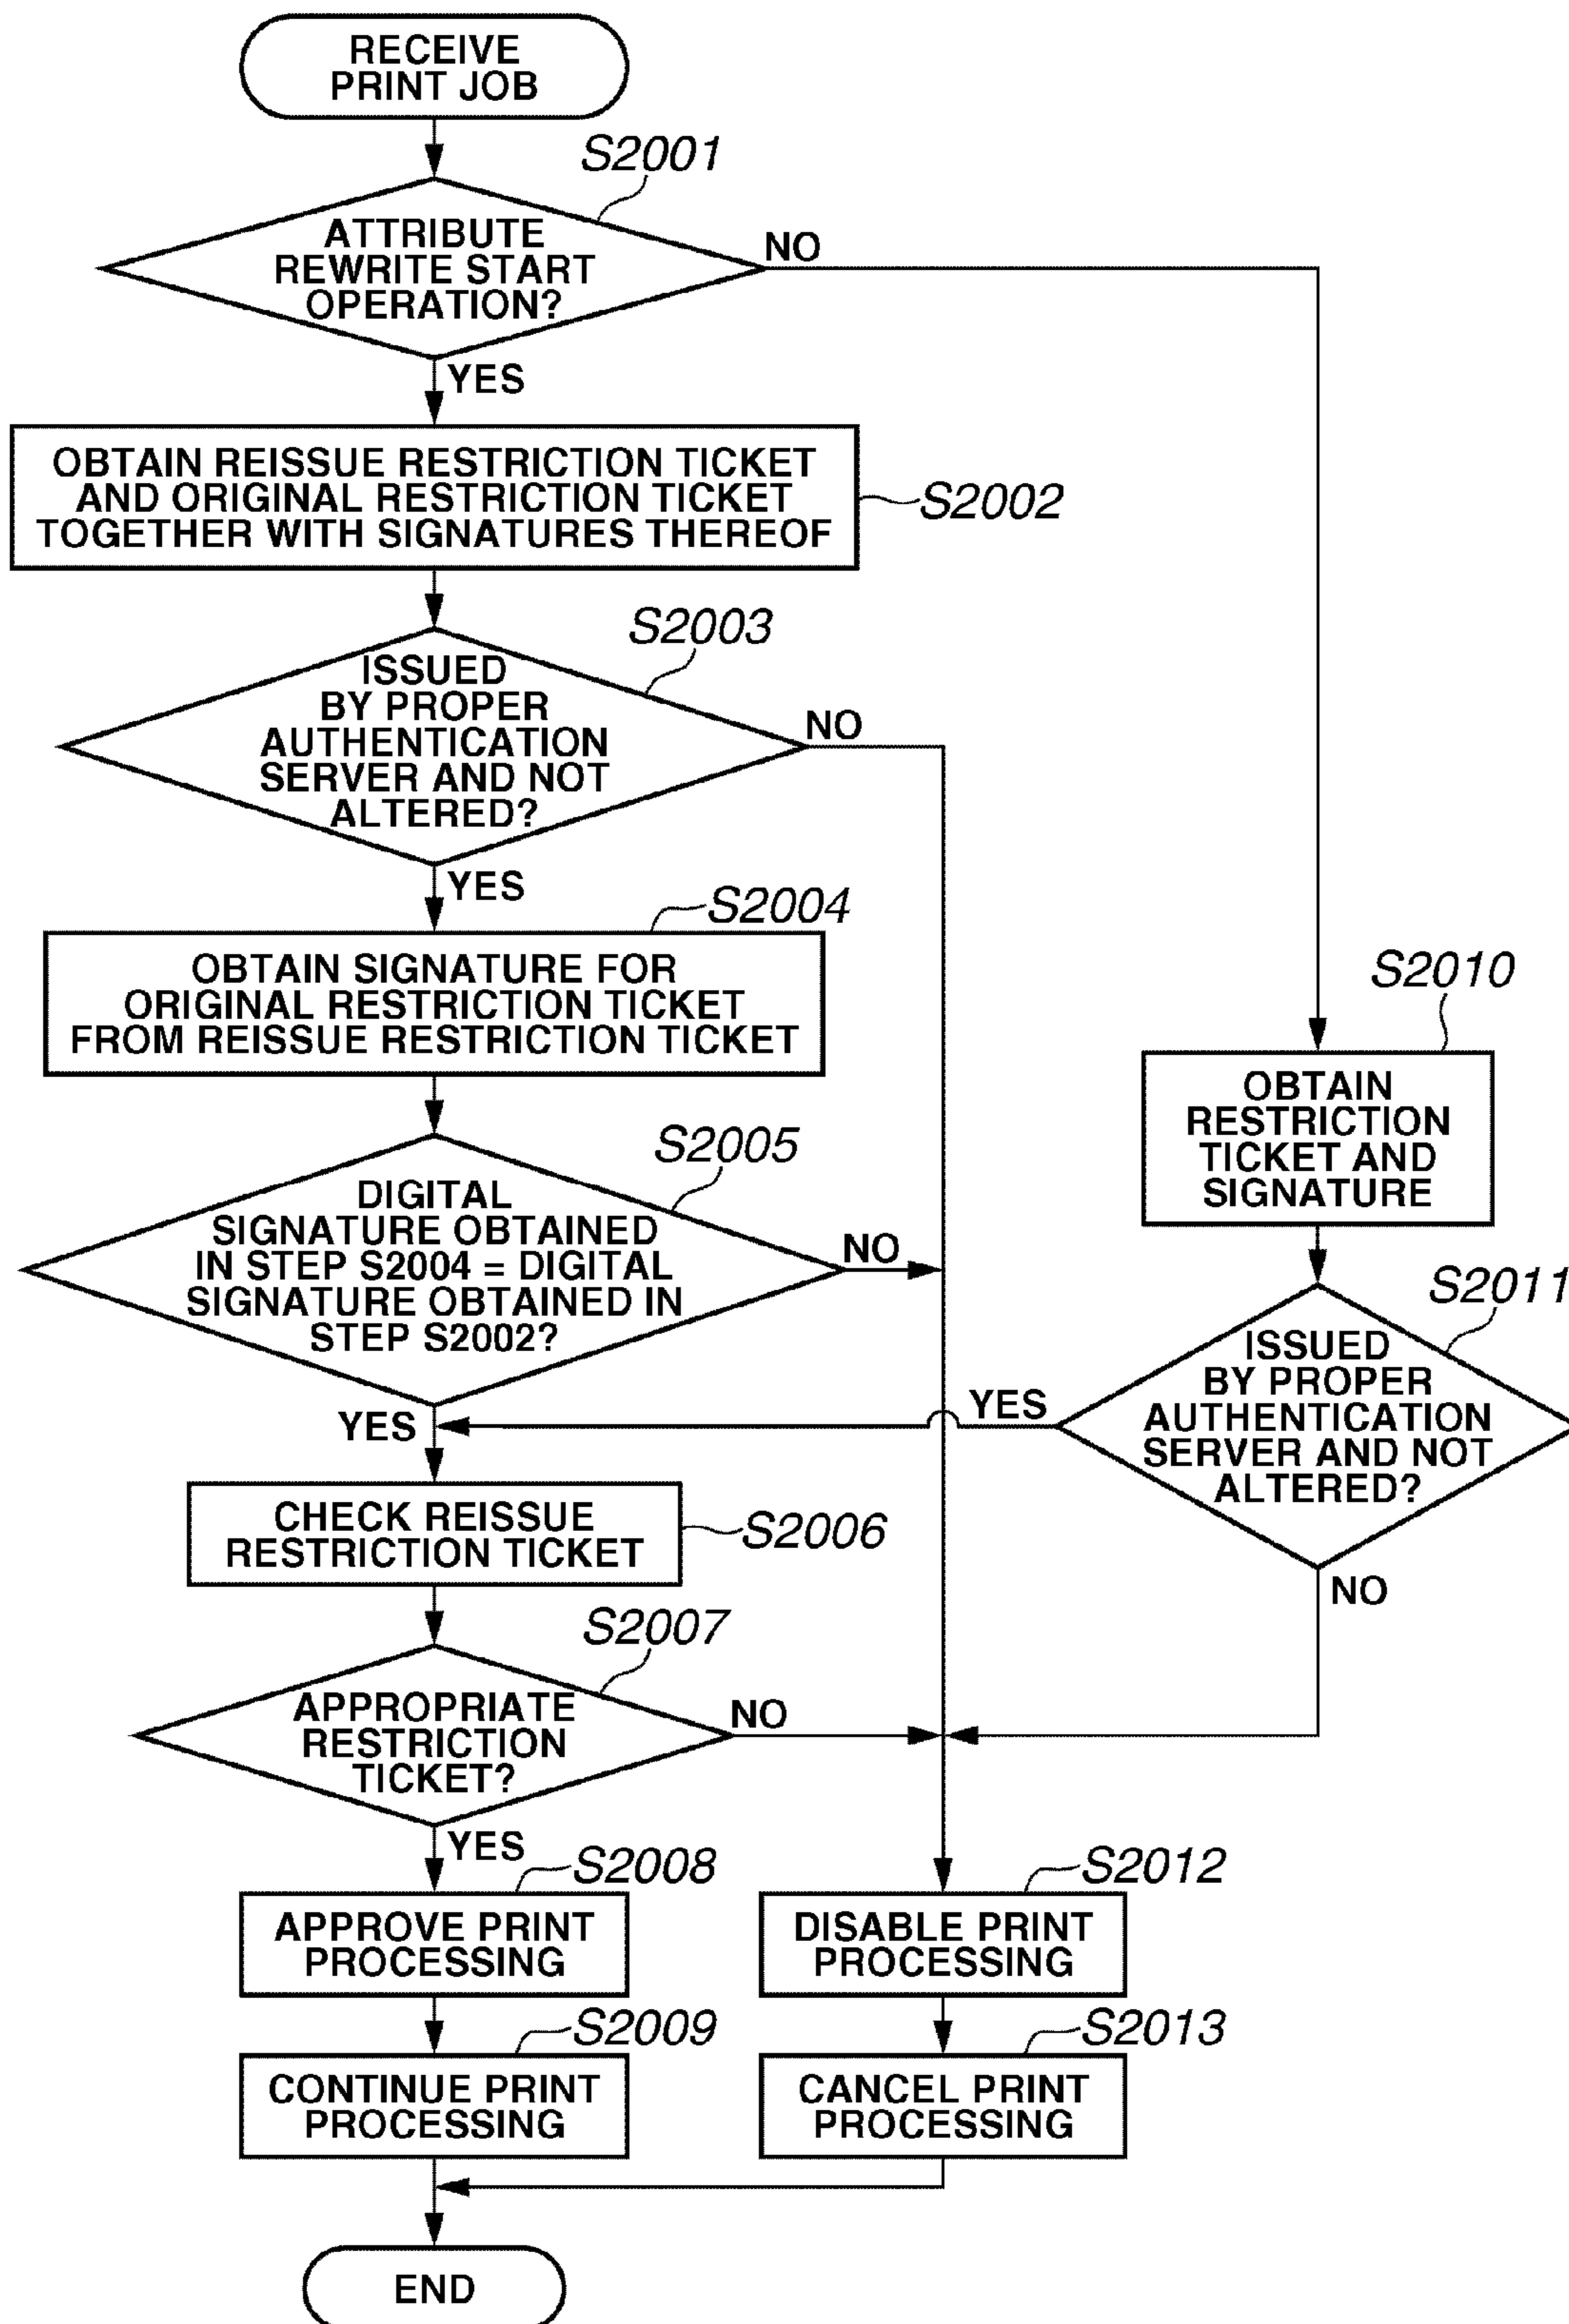 RECEIVE
PRINT JOB
S2001
ATTRIBUTE
REWRITE START
OPERATION?
NO
YES
OBTAIN REISSUE RESTRICTION TICKET
AND ORIGINAL RESTRICTION TICKET
TOGETHER WITH SIGNATURES THEREOF
S2002
S2003
ISSUED
BY PROPER
AUTHENTICATION
SERVER AND NOT
ALTERED?
NO
YES
S2004
OBTAIN SIGNATURE FOR
ORIGINAL RESTRICTION TICKET
FROM REISSUE RESTRICTION TICKET
S2010
OBTAIN
RESTRICTION
TICKET AND
SIGNATURE
S2005
DIGITAL
SIGNATURE OBTAINED
IN STEP S2004 = DIGITAL
SIGNATURE OBTAINED IN
STEP S2002?
NO
YES
S2011
ISSUED
BY PROPER
AUTHENTICATION
SERVER AND NOT
ALTERED?
YES
NO
CHECK REISSUE
RESTRICTION TICKET
S2006
S2007
APPROPRIATE
RESTRICTION
TICKET?
NO
YES
S2008
APPROVE PRINT
PROCESSING
S2012
DISABLE PRINT
PROCESSING
S2009
CONTINUE PRINT
PROCESSING
S2013
CANCEL PRINT
PROCESSING
END